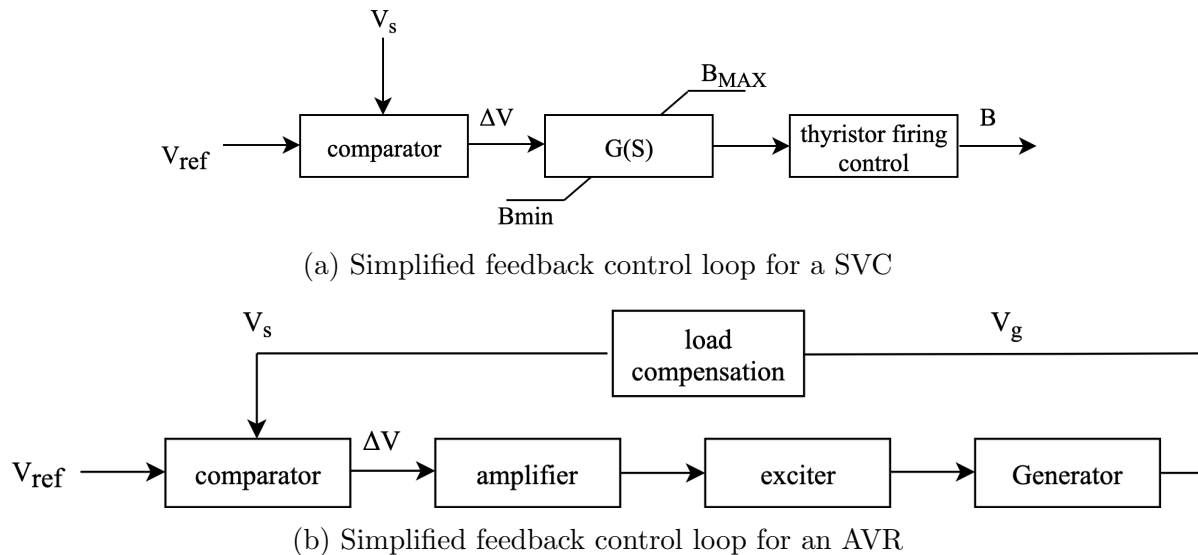 V_s
B_MAX
ΔV
B
V_ref
comparator
G(S)
thyristor firing
control
Bmin
(a) Simplified feedback control loop for a SVC
V_s
load
compensation
V_g
ΔV
V_ref
comparator
amplifier
exciter
Generator
(b) Simplified feedback control loop for an AVR